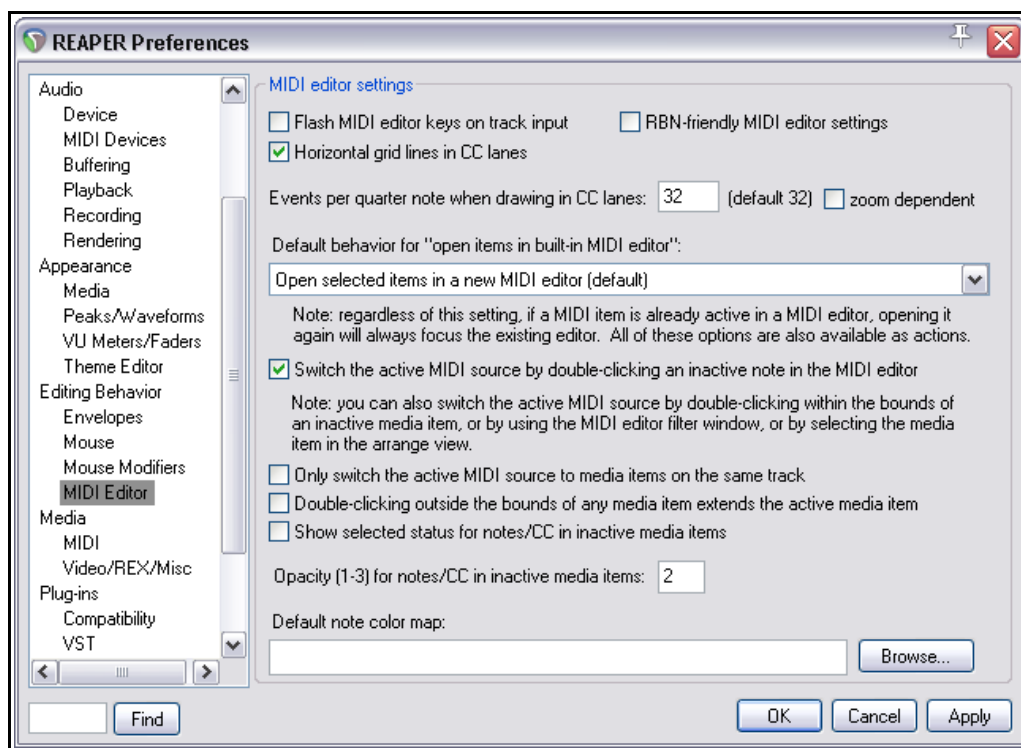 REAPER Preferences
Audio
Device
MIDI Devices
Buffering
Playback
Recording
Rendering
Appearance
Media
Peaks/Waveforms
VU Meters/Faders
Theme Editor
Editing Behavior
Envelopes
Mouse
Mouse Modifiers
MIDI Editor
Media
MIDI
Video/REX/Misc
Plug-ins
Compatibility
VST
Find
MIDI editor settings
Flash MIDI editor keys on track input RBN-friendly MIDI editor settings
Horizontal grid lines in CC lanes
Events per quarter note when drawing in CC lanes: 32 (default 32) zoom dependent
Default behavior for "open items in built-in MIDI editor":
Open selected items in a new MIDI editor (default)
Note: regardless of this setting, if a MIDI item is already active in a MIDI editor, opening it
again will always focus the existing editor. All of these options are also available as actions.
Switch the active MIDI source by double-clicking an inactive note in the MIDI editor
Note: you can also switch the active MIDI source by double-clicking within the bounds of
an inactive media item, or by using the MIDI editor filter window, or by selecting the media
item in the arrange view.
Only switch the active MIDI source to media items on the same track
Double-clicking outside the bounds of any media item extends the active media item
Show selected status for notes/CC in inactive media items
Opacity (1-3) for notes/CC in inactive media items: 2
Default note color map:
Browse...
OK Cancel Apply